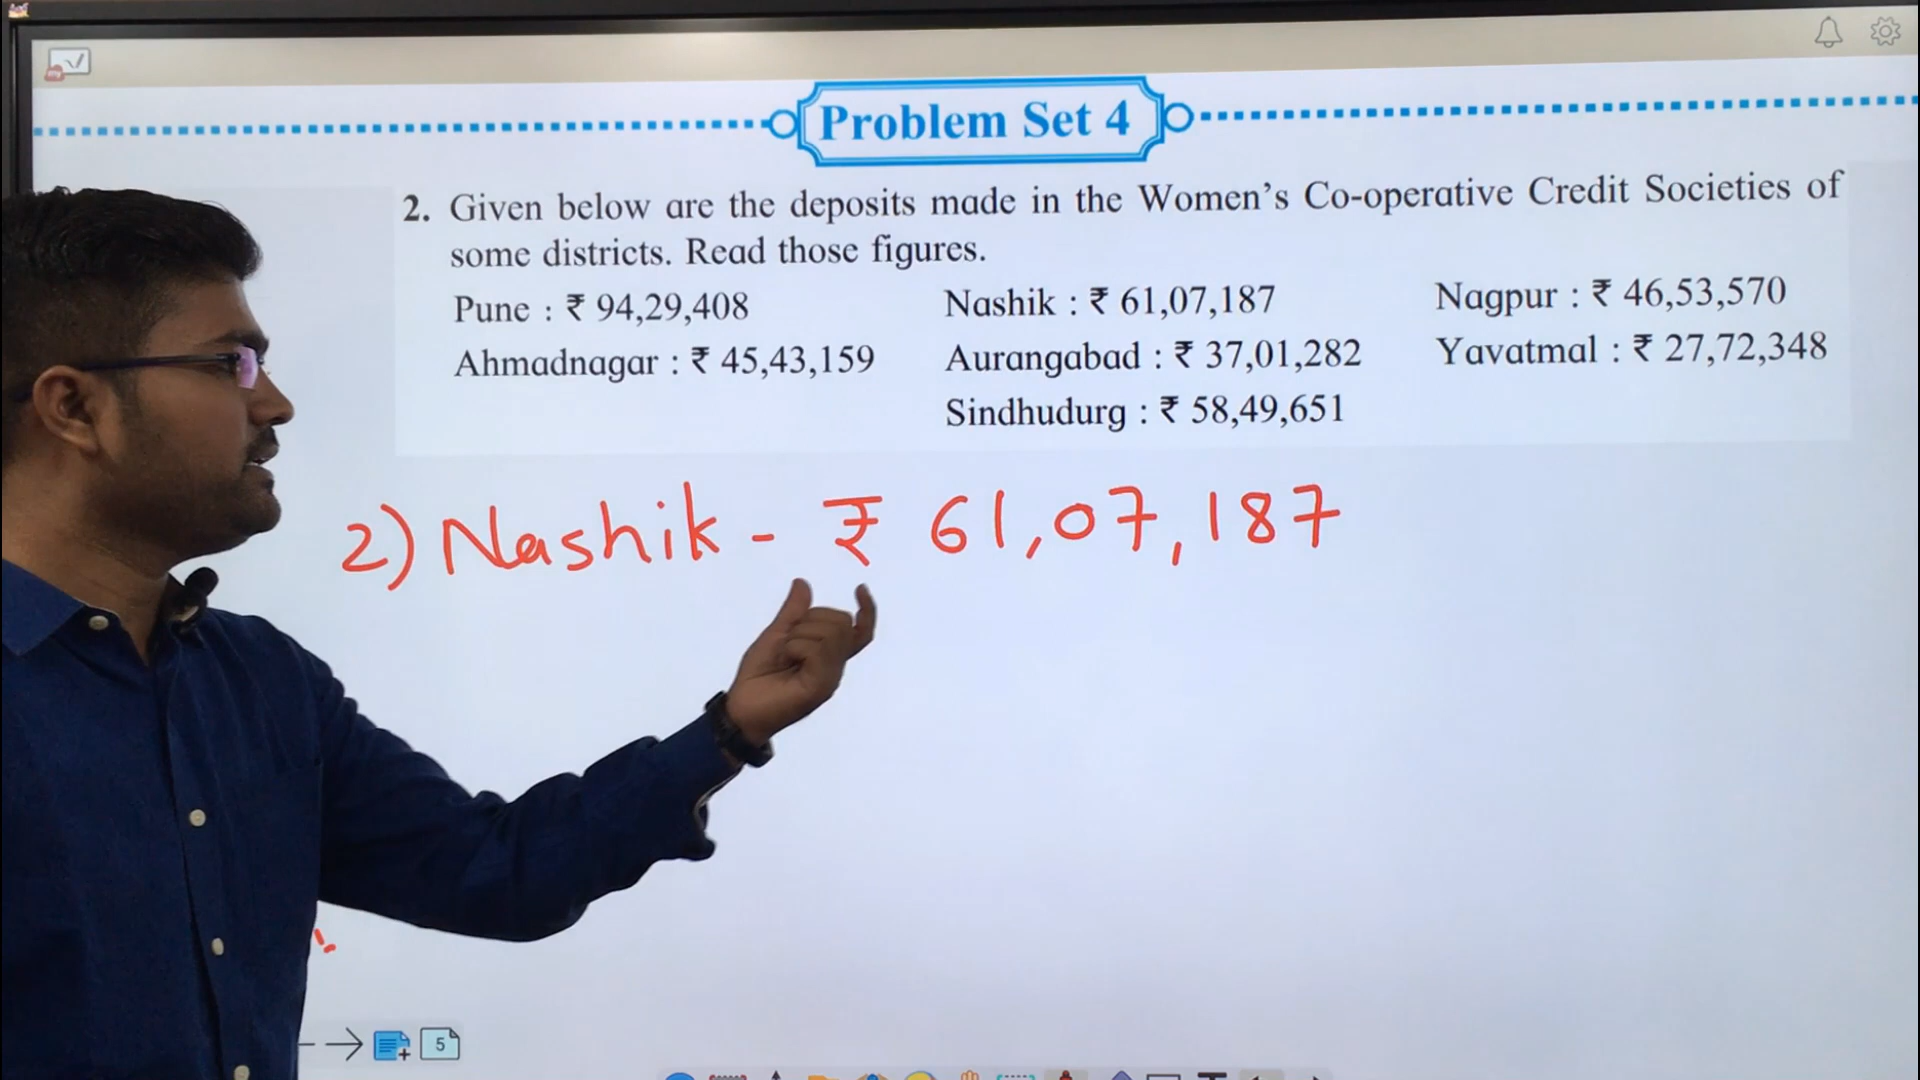 Problem Set 4
2. Given below are the deposits made in the Women's Co-operative Credit Societies of
some districts. Read those figures.
Pune : ₹ 94,29,408 Nashik : ₹ 61,07,187 Nagpur : ₹ 46,53,570
Ahmadnagar : ₹ 45,43,159 Aurangabad : ₹ 37,01,282 Yavatmal : ₹ 27,72,348
Sindhudurg : ₹ 58,49,651
2) Nashik - ₹ 61,07,187
5